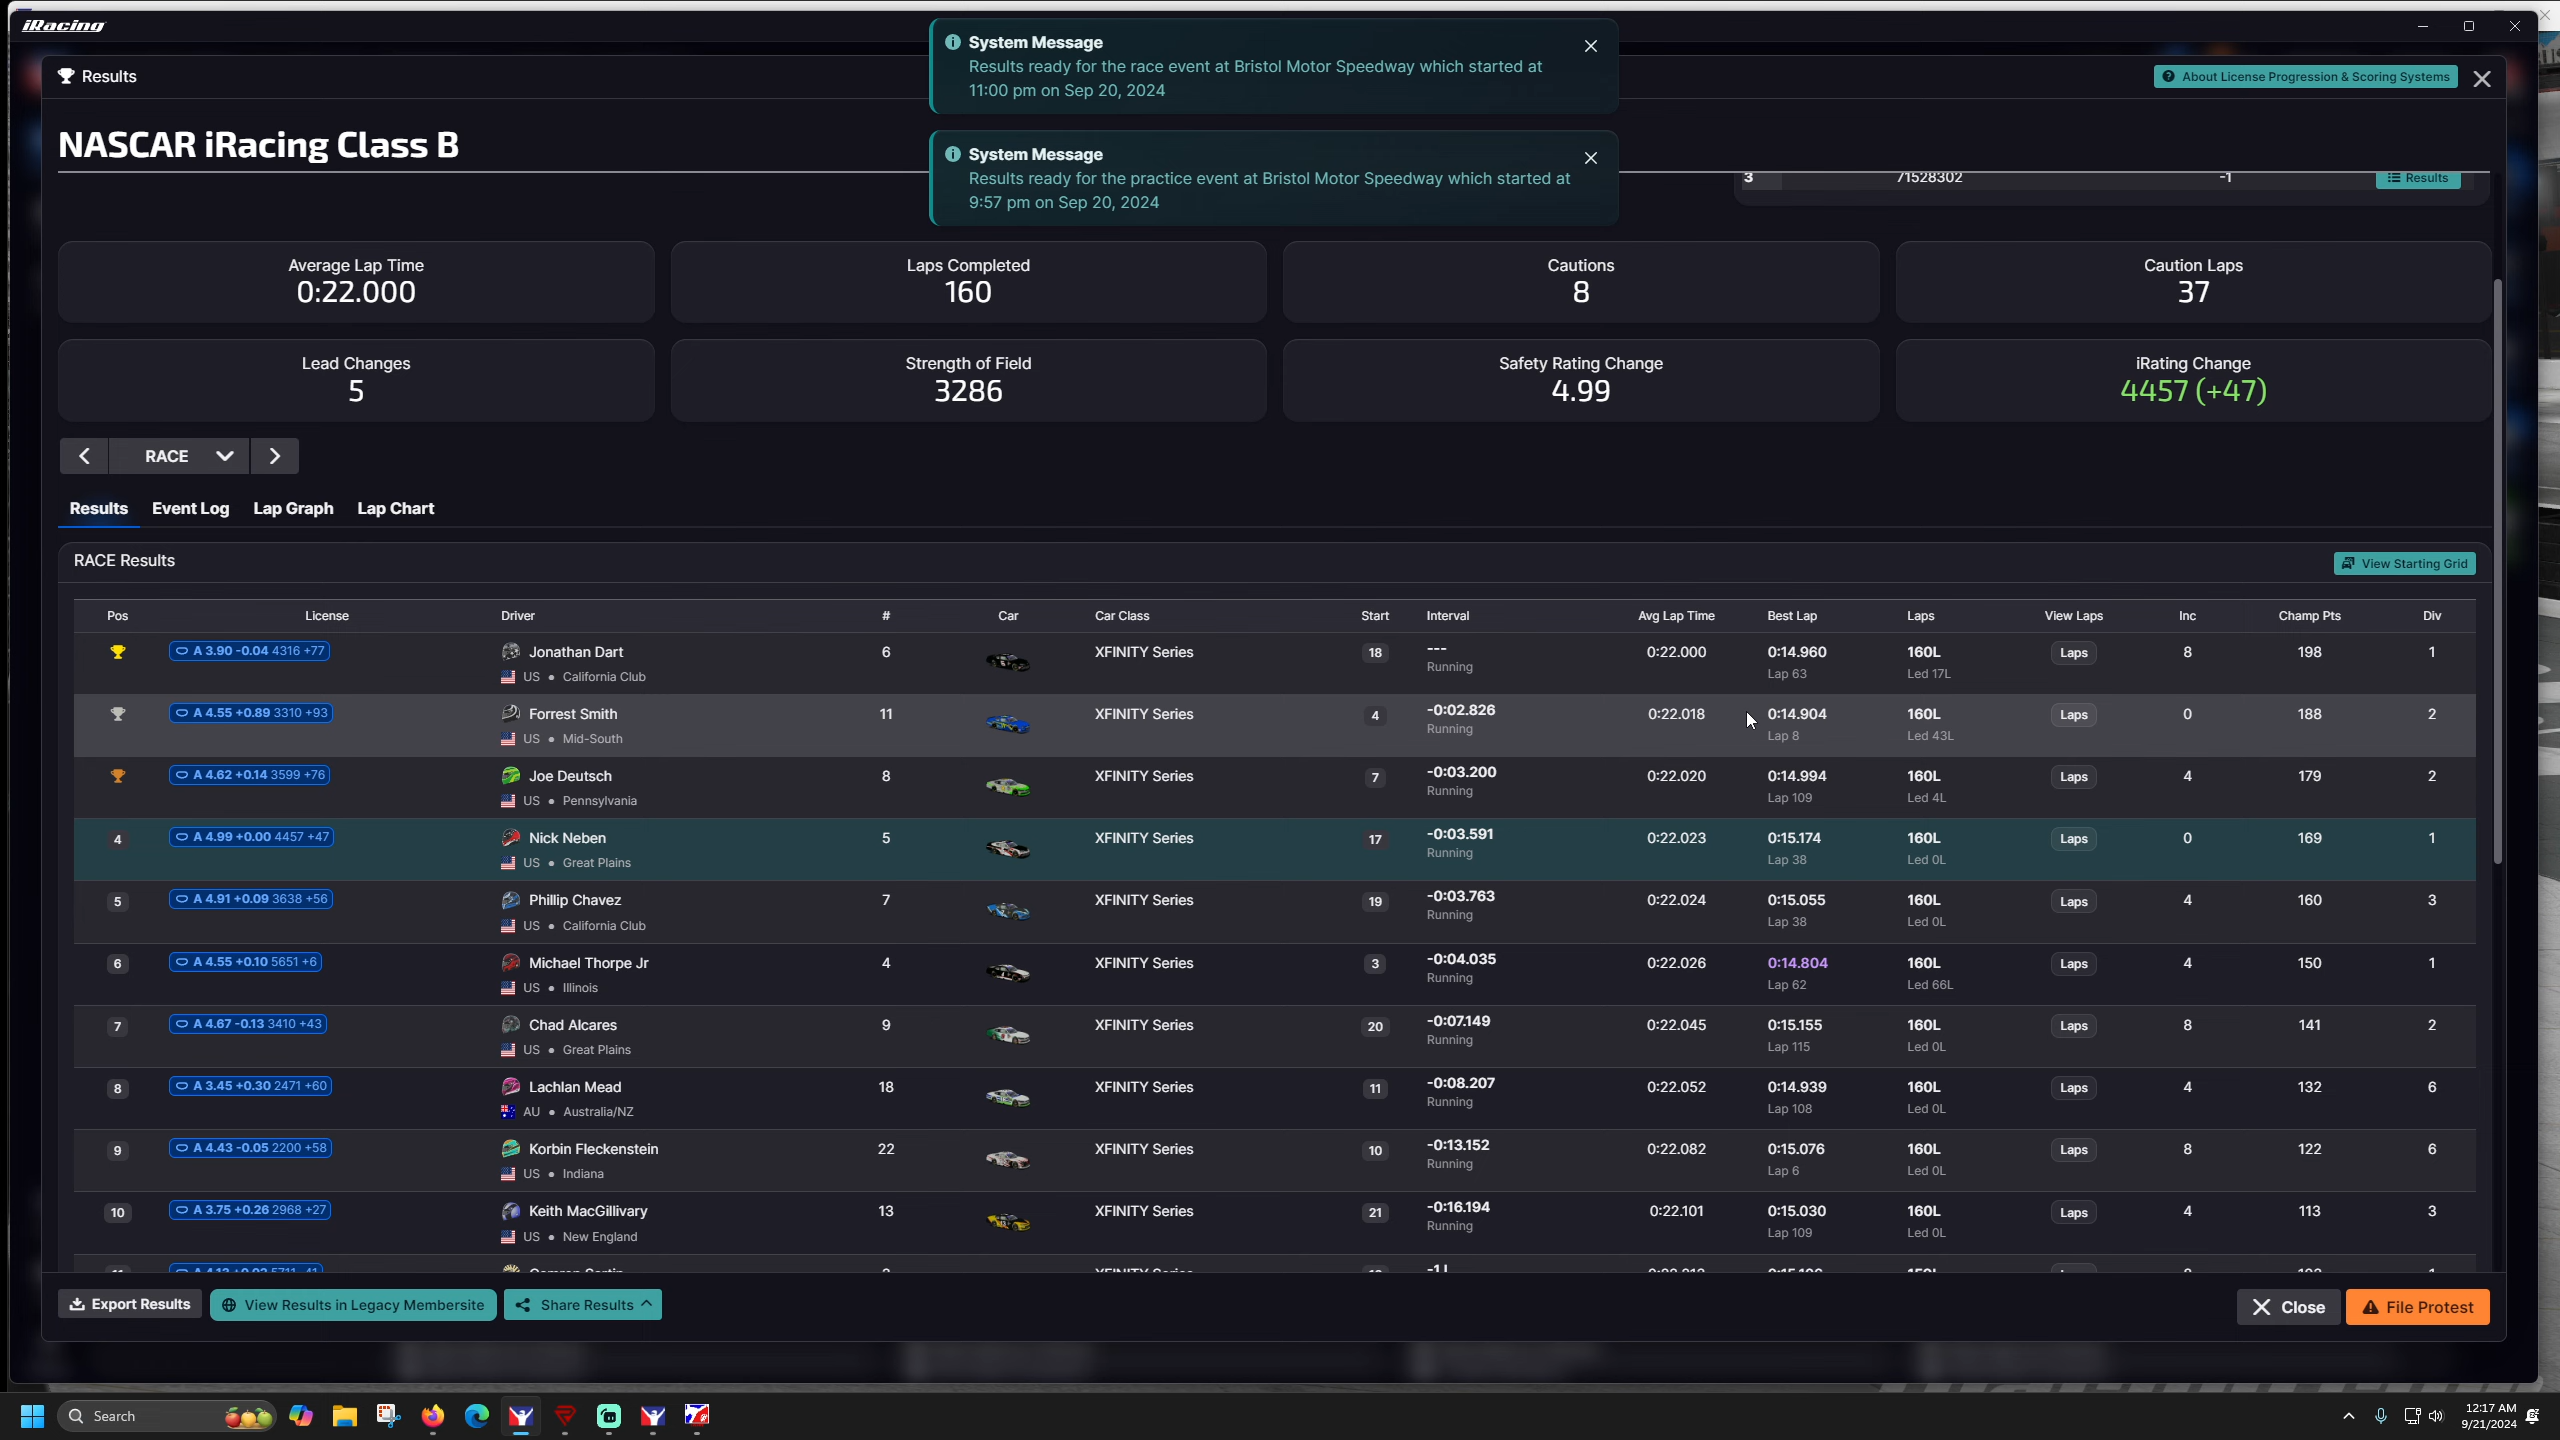 iRacing
System Message
Results ready for the race event at Bristol Motor Speedway which started at
11:00 pm on Sep 20, 2024
Results
About License Progression & Scoring Systems
NASCAR iRacing Class B
System Message
Results ready for the practice event at Bristol Motor Speedway which started at
9:57 pm on Sep 20, 2024
3 71528302 -1 Results
Average Lap Time Laps Completed Cautions Caution Laps
0:22.000 160 8 37
Lead Changes Strength of Field Safety Rating Change iRating Change
5 3286 4.99 4457 (+47)
RACE
Results Event Log Lap Graph Lap Chart
RACE Results View Starting Grid
Pos License Driver # Car Car Class Start Interval Avg Lap Time Best Lap Laps View Laps Inc Champ Pts Div
A 3.90 -0.04 4316 +77 Jonathan Dart 6 XFINITY Series 18 --- 0:22.000 0:14.960 160L Laps 8 198 1
US • California Club Running Lap 63 Led 17L
A 4.55 +0.89 3310 +93 Forrest Smith 11 XFINITY Series 4 -0:02.826 0:22.018 0:14.904 160L Laps 0 188 2
US • Mid-South Running Lap 8 Led 43L
A 4.62 +0.14 3599 +76 Joe Deutsch 8 XFINITY Series 7 -0:03.200 0:22.020 0:14.994 160L Laps 4 179 2
US • Pennsylvania Running Lap 109 Led 4L
4 A 4.99 +0.00 4457 +47 Nick Neben 5 XFINITY Series 17 -0:03.591 0:22.023 0:15.174 160L Laps 0 169 1
US • Great Plains Running Lap 38 Led 0L
5 A 4.91 +0.09 3638 +56 Phillip Chavez 7 XFINITY Series 19 -0:03.763 0:22.024 0:15.055 160L Laps 4 160 3
US • California Club Running Lap 38 Led 0L
6 A 4.55 +0.10 5651 +6 Michael Thorpe Jr 4 XFINITY Series 3 -0:04.035 0:22.026 0:14.804 160L Laps 4 150 1
US • Illinois Running Lap 62 Led 66L
7 A 4.67 -0.13 3410 +43 Chad Alcares 9 XFINITY Series 20 -0:07.149 0:22.045 0:15.155 160L Laps 8 141 2
US • Great Plains Running Lap 115 Led 0L
8 A 3.45 +0.30 2471 +60 Lachlan Mead 18 XFINITY Series 11 -0:08.207 0:22.052 0:14.939 160L Laps 4 132 6
AU • Australia/NZ Running Lap 108 Led 0L
9 A 4.43 -0.05 2200 +58 Korbin Fleckenstein 22 XFINITY Series 10 -0:13.152 0:22.082 0:15.076 160L Laps 8 122 6
US • Indiana Running Lap 6 Led 0L
10 A 3.75 +0.26 2968 +27 Keith MacGillivary 13 XFINITY Series 21 -0:16.194 0:22.101 0:15.030 160L Laps 4 113 3
US • New England Running Lap 109 Led 0L
XFINITY Series
Export Results View Results in Legacy Membersite Share Results Close File Protest
Search
12:17 AM
9/21/2024